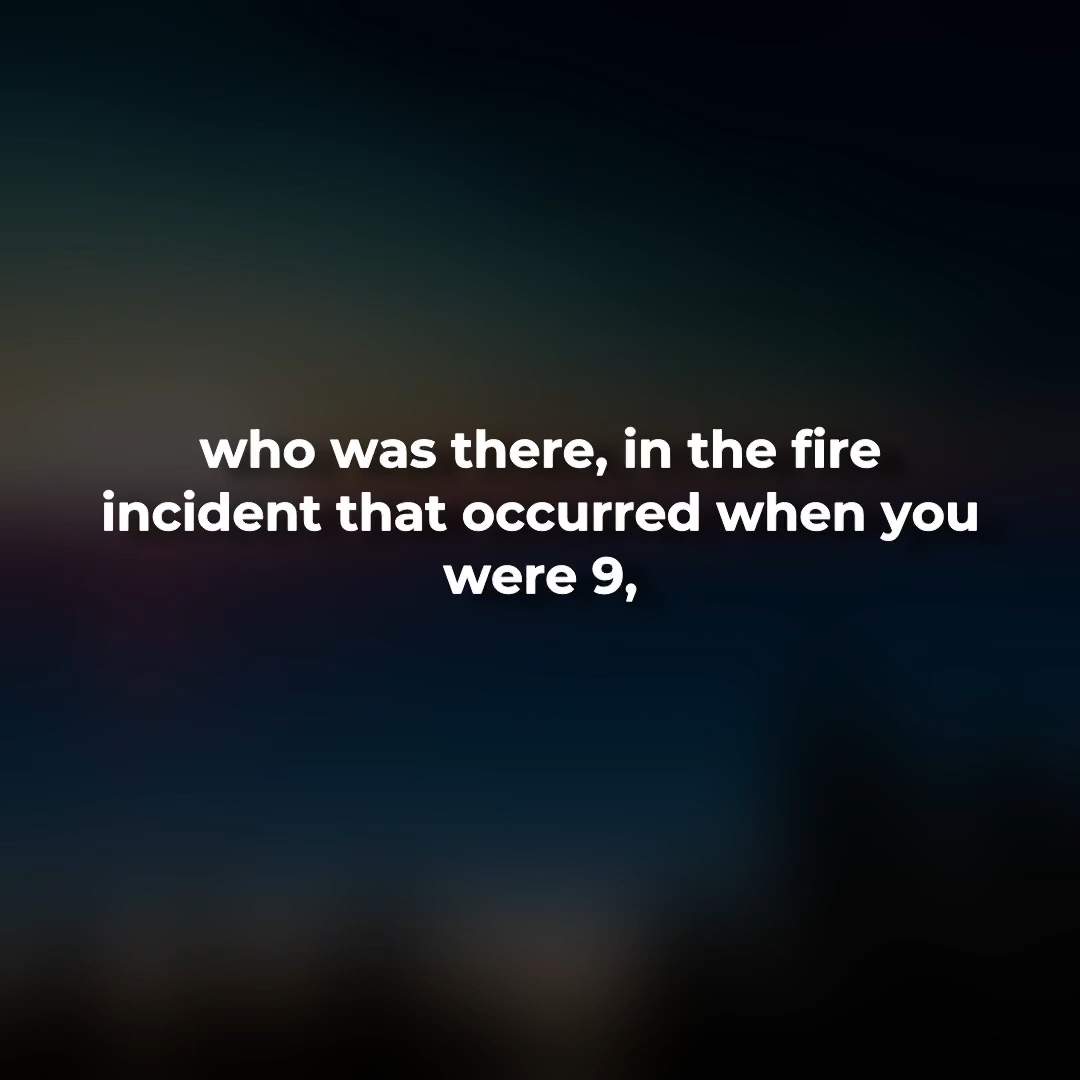 who was there, in the fire
incident that occurred when you
were 9,